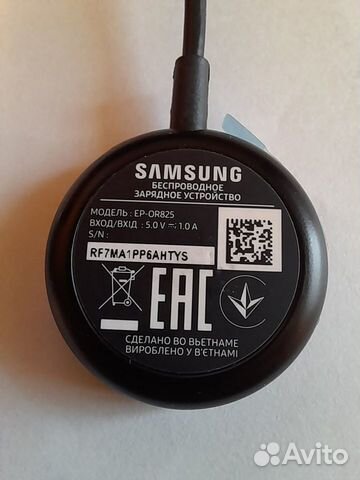 SAMSUNG
БЕСПРОВОДНОЕ
ЗАРЯДНОЕ УСТРОЙСТВО
МОДЕЛЬ : EP-OR825
ВХОД/ВХІД : 5.0 V ⎓ 1.0 A
S/N :
RF7MA1PP6AHTYS
EAC
СДЕЛАНО ВО ВЬЕТНАМЕ
ВИРОБЛЕНО У В'ЄТНАМІ
Avito